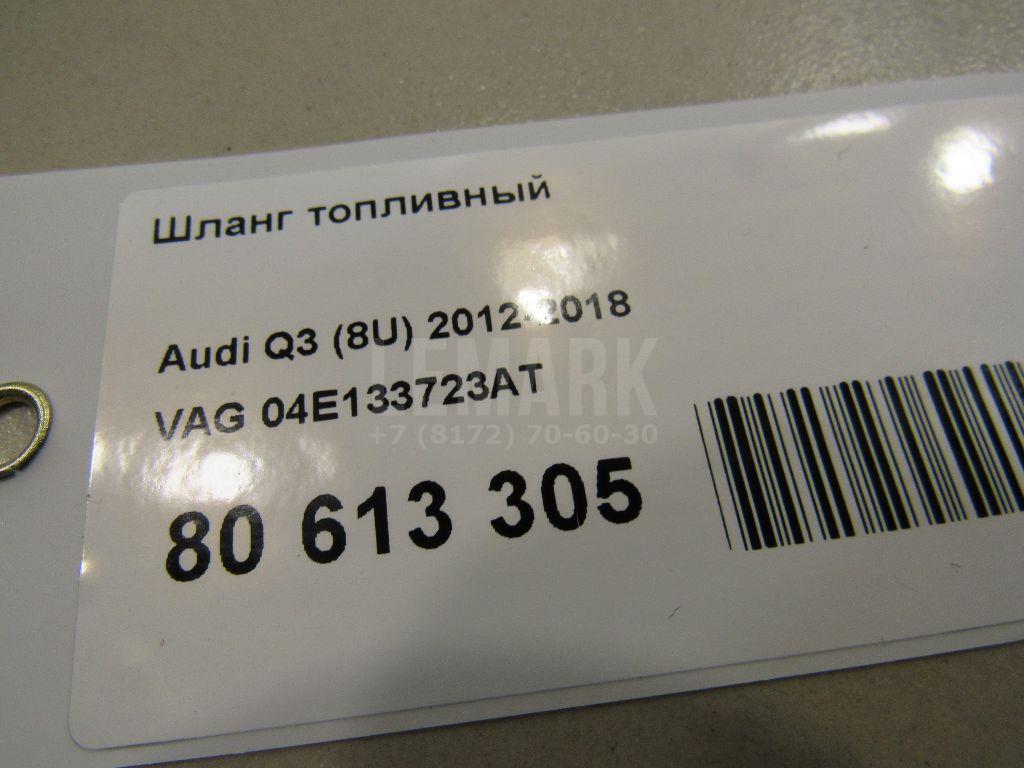 Шланг топливный
Audi Q3 (8U) 2012-2018
VAG 04E133723AT
80 613 305
LEMARK
+7 (8172) 70-60-30